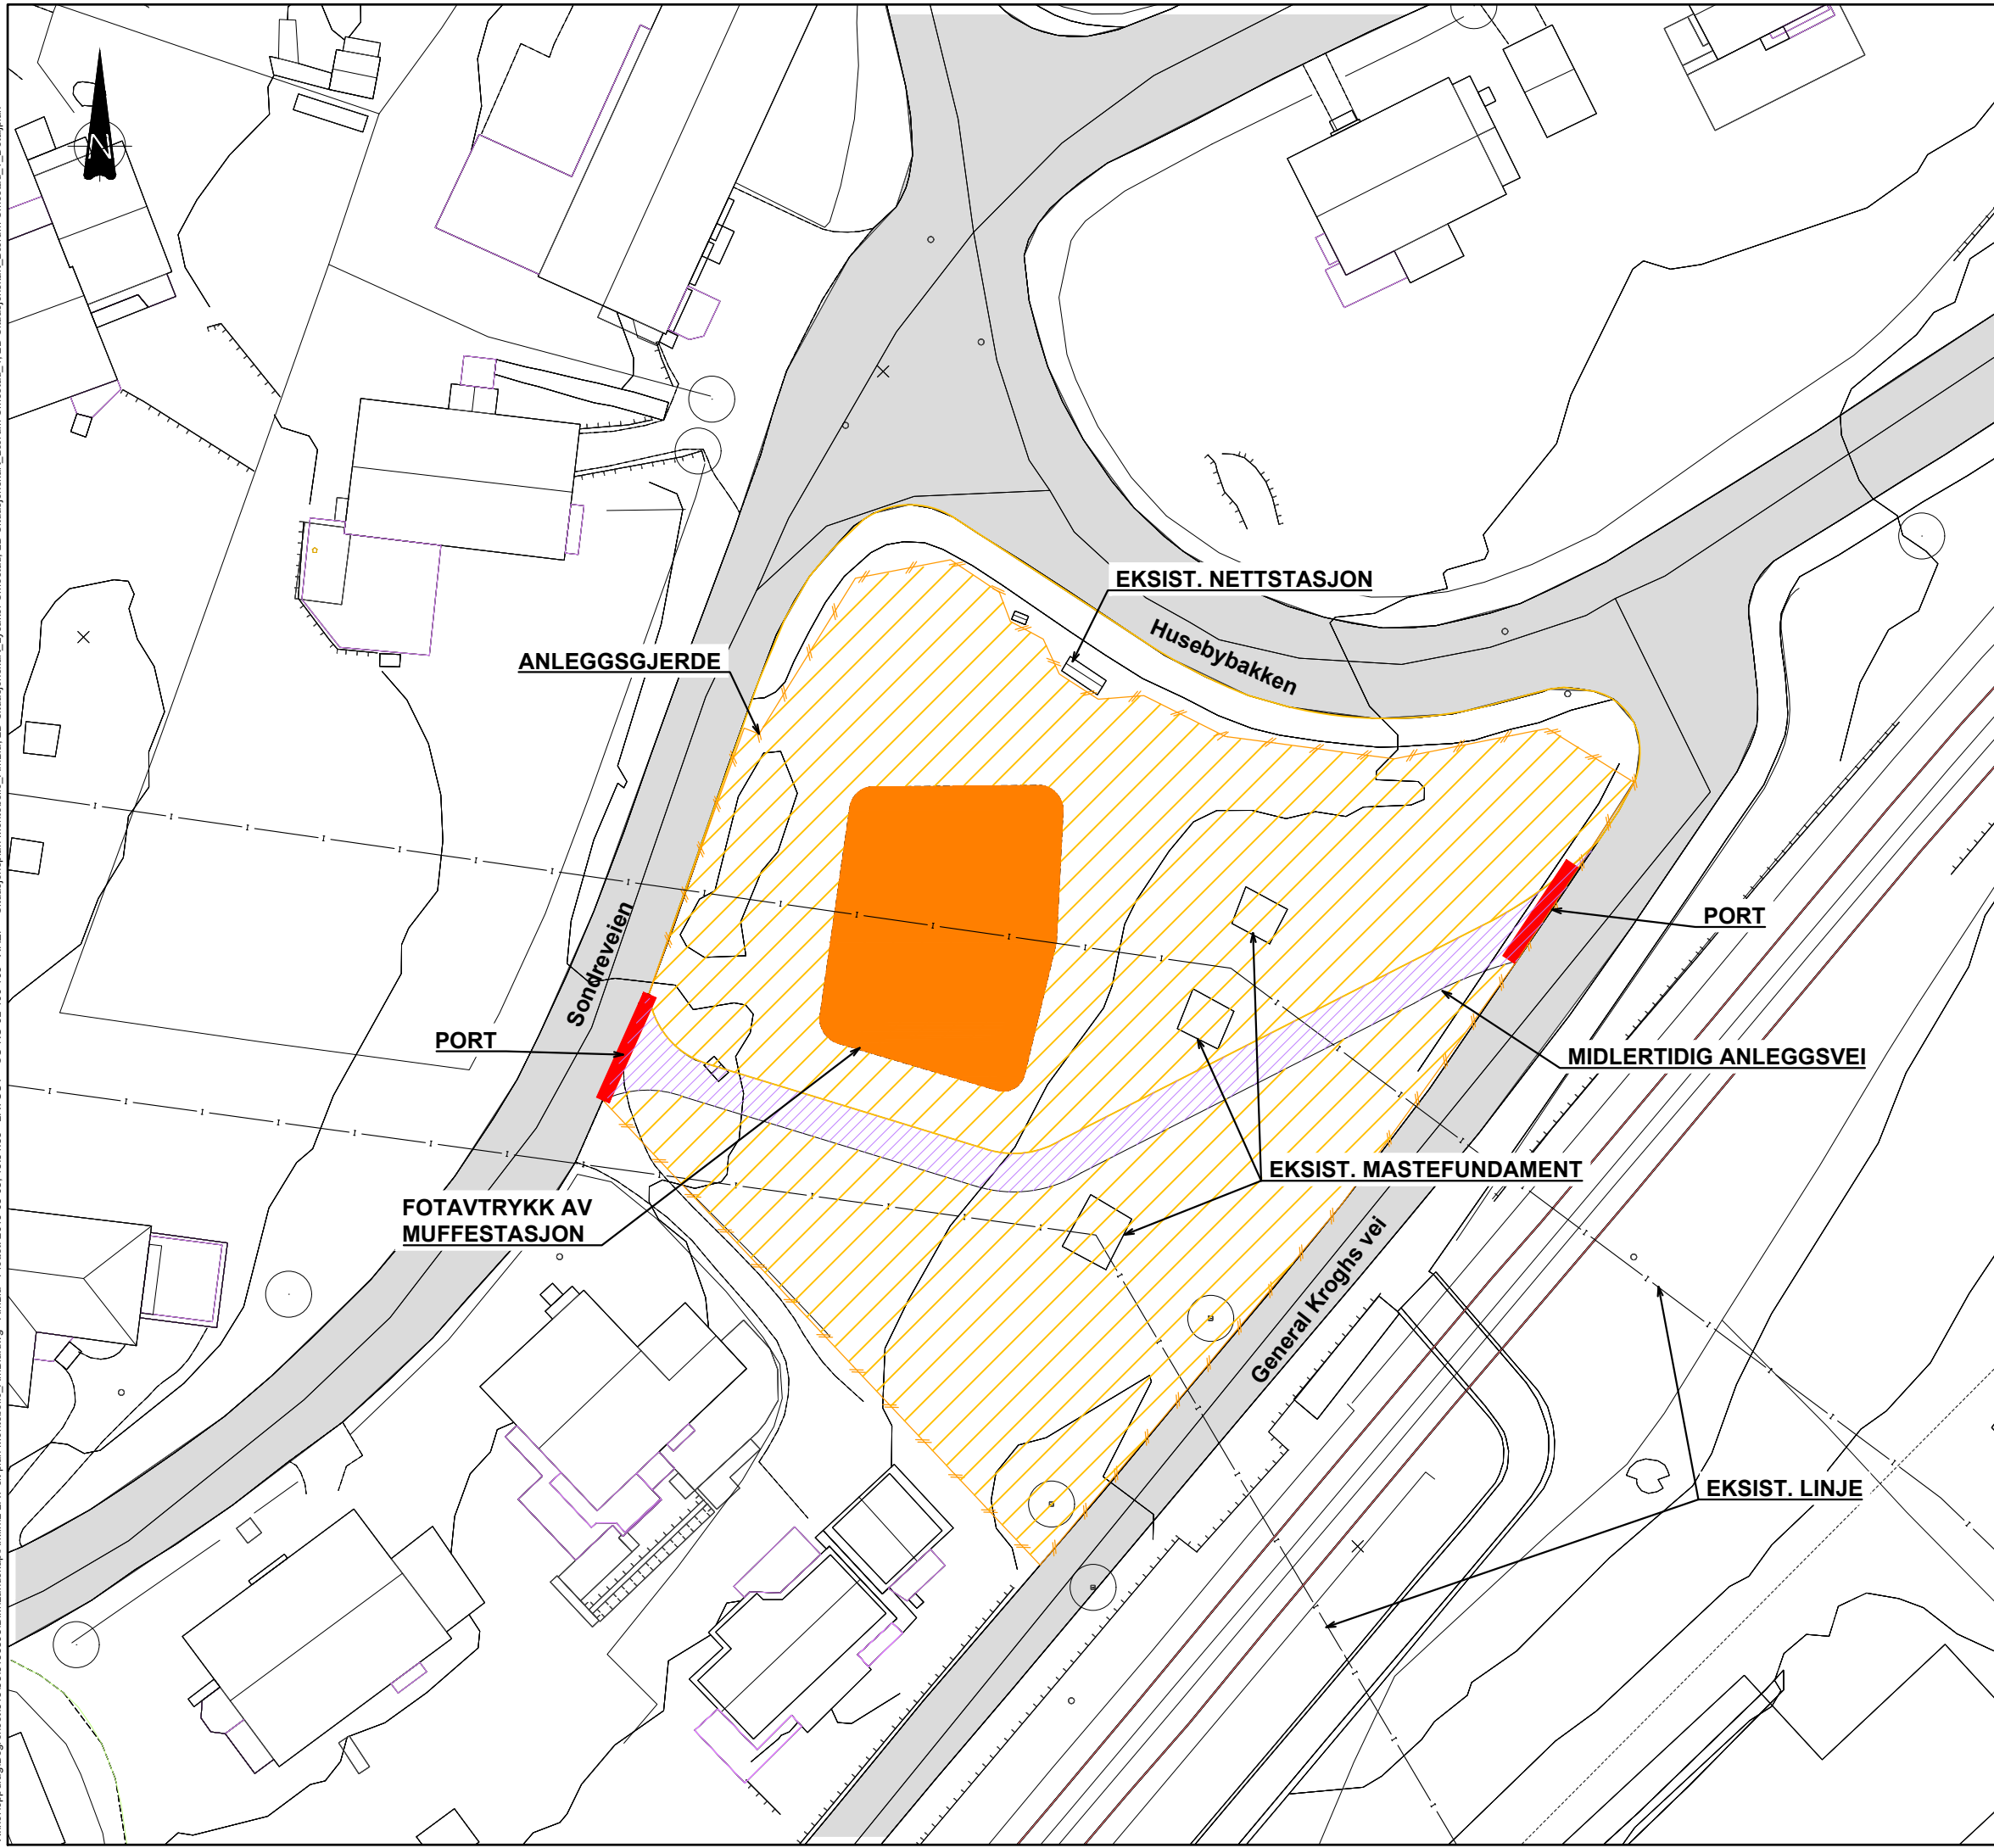 N
EKSIST. NETTSTASJON
Husebybakken
ANLEGGSGJERDE
PORT
Sondreveien
PORT
MIDLERTIDIG ANLEGGSVEI
EKSIST. MASTEFUNDAMENT
FOTAVTRYKK AV
MUFFESTASJON
General Kroghs vei
EKSIST. LINJE